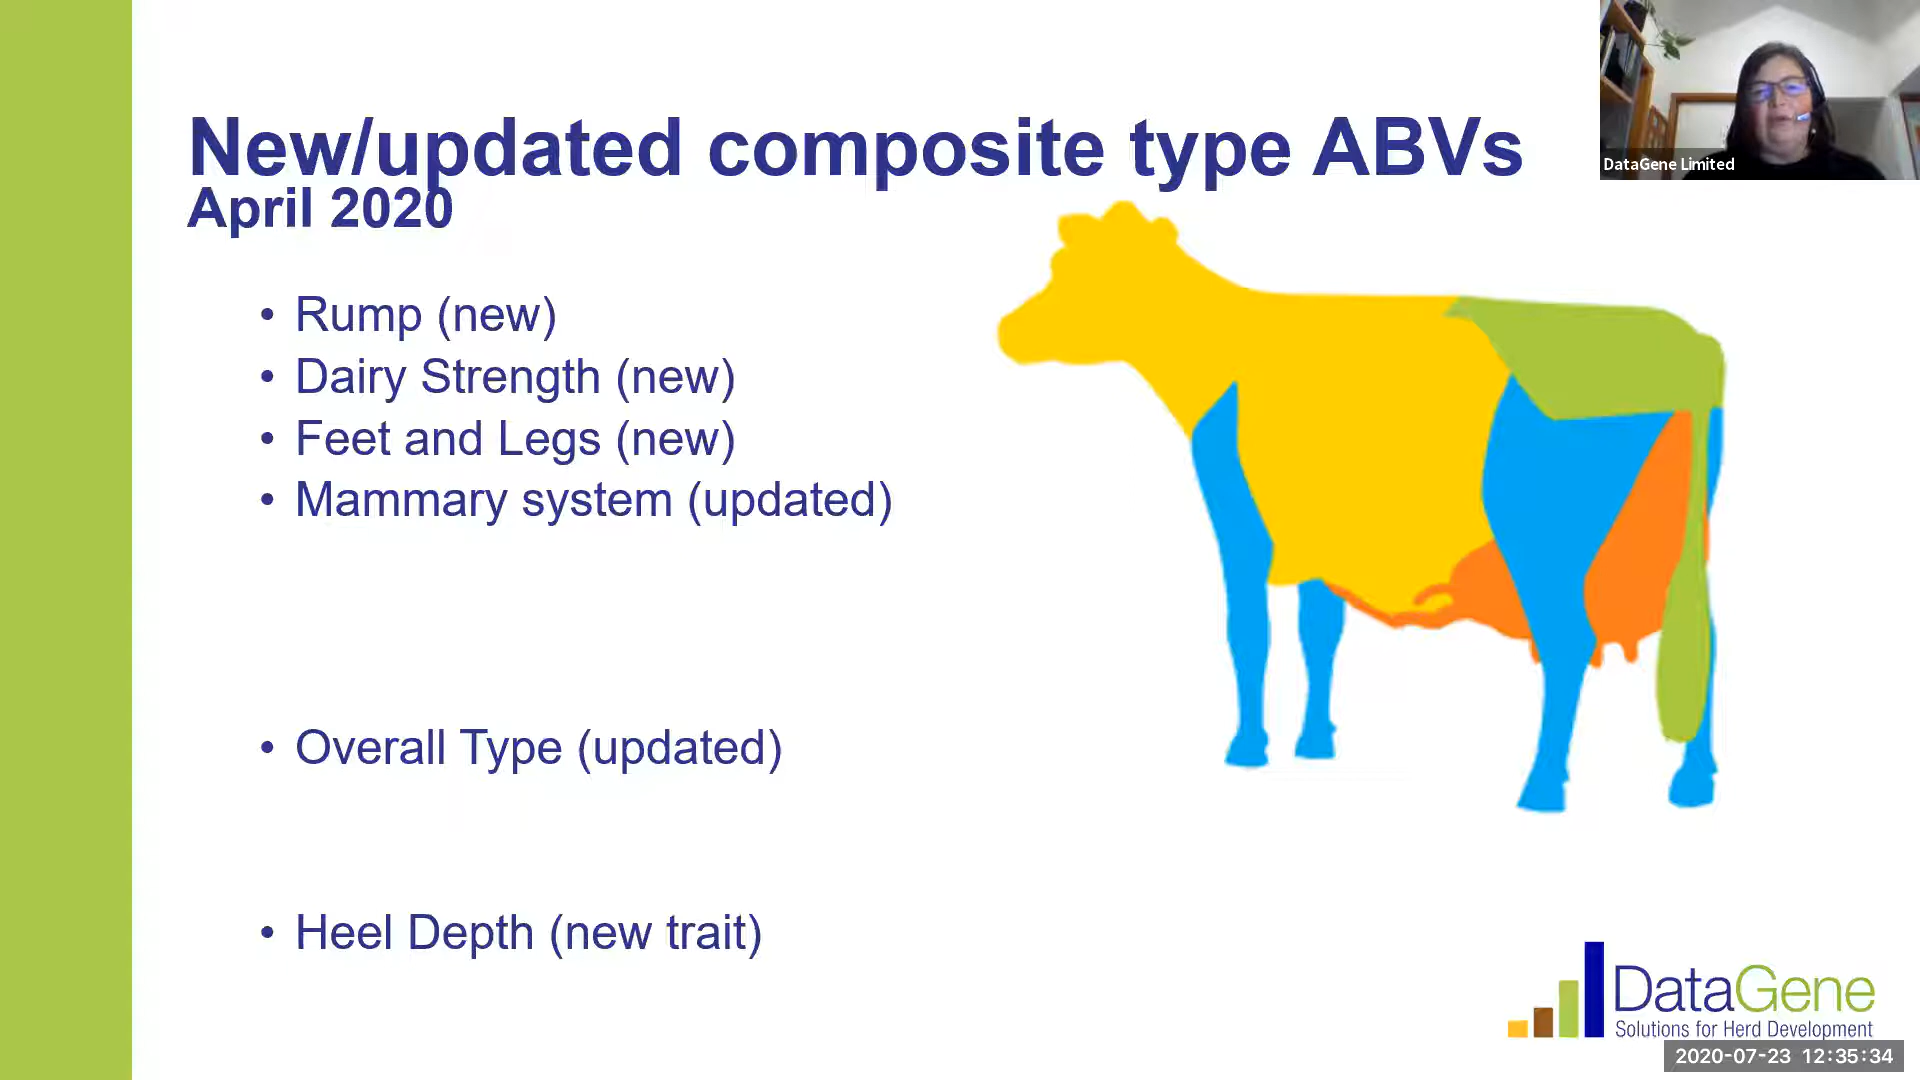 New/updated composite type ABVs
April 2020
• Rump (new)
• Dairy Strength (new)
• Feet and Legs (new)
• Mammary system (updated)
• Overall Type (updated)
• Heel Depth (new trait)
DataGene Limited
DataGene
Solutions for Herd Development
2020-07-23 12:35:34